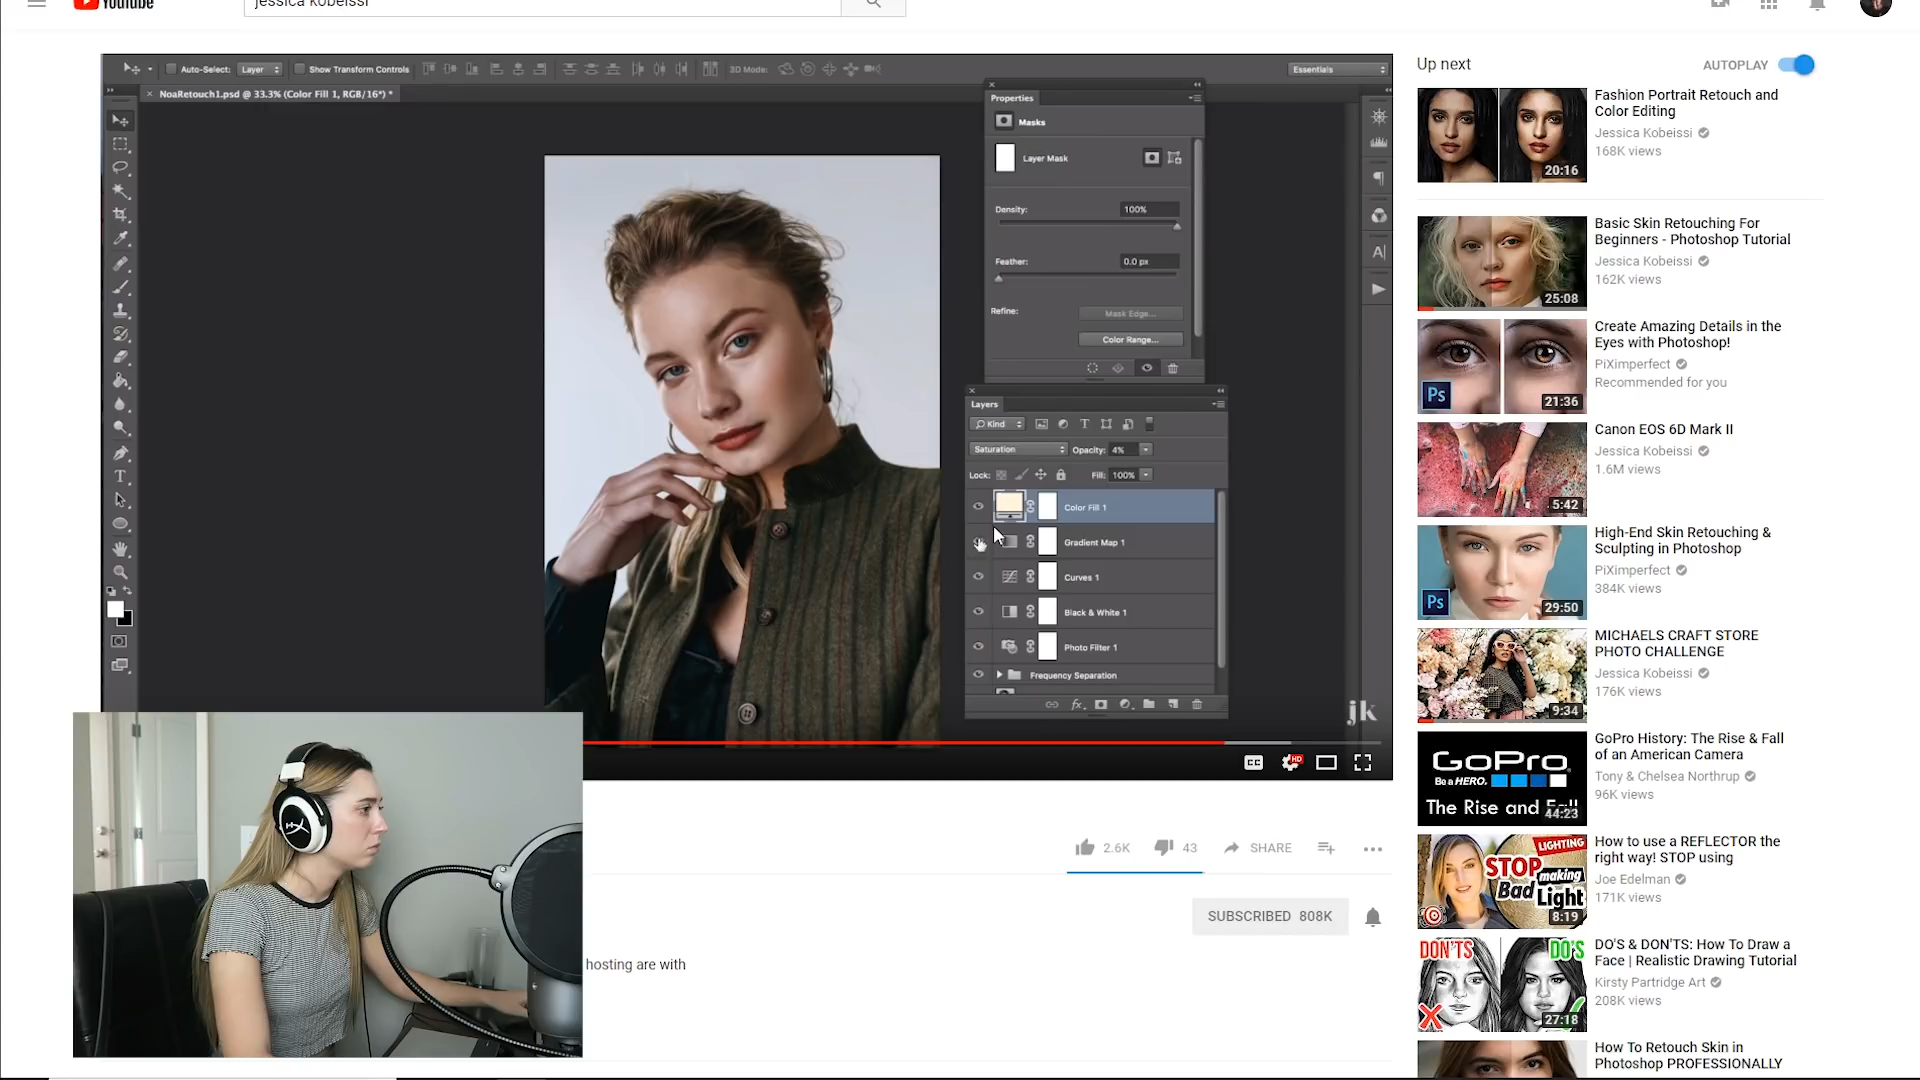 YouTube
jessica kobeissi
Auto-Select:
Layer
Show Transform Controls
3D Mode:
Essentials
× NoaRetouch1.psd @ 33.3% (Color Fill 1, RGB/16*) *
Properties
Masks
Layer Mask
Density:
100%
Feather:
0.0 px
Refine:
Mask Edge...
Color Range...
Layers
Kind
Saturation
Opacity: 4%
Lock:
Fill: 100%
Color Fill 1
Gradient Map 1
Curves 1
Black & White 1
Photo Filter 1
Frequency Separation
fx
jk
CC
HD
2.6K
43
SHARE
SUBSCRIBED 808K
hosting are with
Up next
AUTOPLAY
Fashion Portrait Retouch and
Color Editing
Jessica Kobeissi
168K views
20:16
Basic Skin Retouching For
Beginners - Photoshop Tutorial
Jessica Kobeissi
162K views
25:08
Create Amazing Details in the
Eyes with Photoshop!
PiXimperfect
Recommended for you
Ps
21:36
Canon EOS 6D Mark II
Jessica Kobeissi
1.6M views
5:42
High-End Skin Retouching &
Sculpting in Photoshop
PiXimperfect
384K views
Ps
29:50
MICHAELS CRAFT STORE
PHOTO CHALLENGE
Jessica Kobeissi
176K views
9:34
GoPro History: The Rise & Fall
of an American Camera
Tony & Chelsea Northrup
96K views
GoPro
Be a HERO.
The Rise and Fall
44:23
How to use a REFLECTOR the
right way! STOP using
Joe Edelman
171K views
LIGHTING
STOP making
Bad Light
8:19
DO'S & DON'TS: How To Draw a
Face | Realistic Drawing Tutorial
Kirsty Partridge Art
208K views
DON'TS
DO'S
27:18
How To Retouch Skin in
Photoshop PROFESSIONALLY